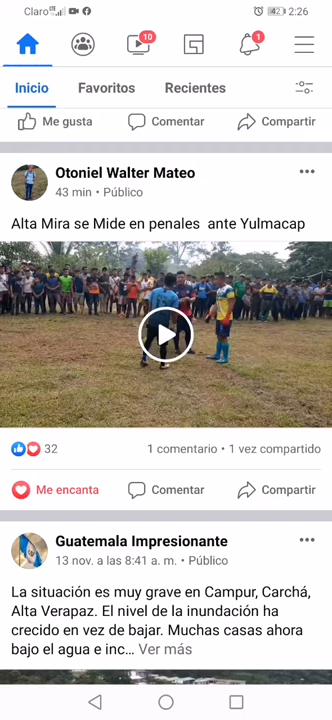 Claro 42 2:26
10 1
Inicio Favoritos Recientes
Me gusta Comentar Compartir
Otoniel Walter Mateo
43 min • Público
Alta Mira se Mide en penales ante Yulmacap
32 1 comentario • 1 vez compartido
Me encanta Comentar Compartir
Guatemala Impresionante
13 nov. a las 8:41 a. m. • Público
La situación es muy grave en Campur, Carchá,
Alta Verapaz. El nivel de la inundación ha
crecido en vez de bajar. Muchas casas ahora
bajo el agua e inc... Ver más